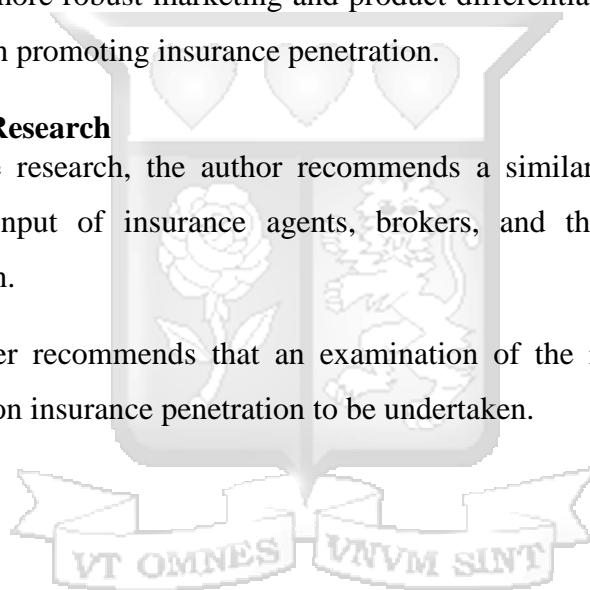 more robust marketing and product differentia
n promoting insurance penetration.
Research
research, the author recommends a similar
nput of insurance agents, brokers, and th
n.
er recommends that an examination of the
on insurance penetration to be undertaken.
VT OMNES VNVM SINT